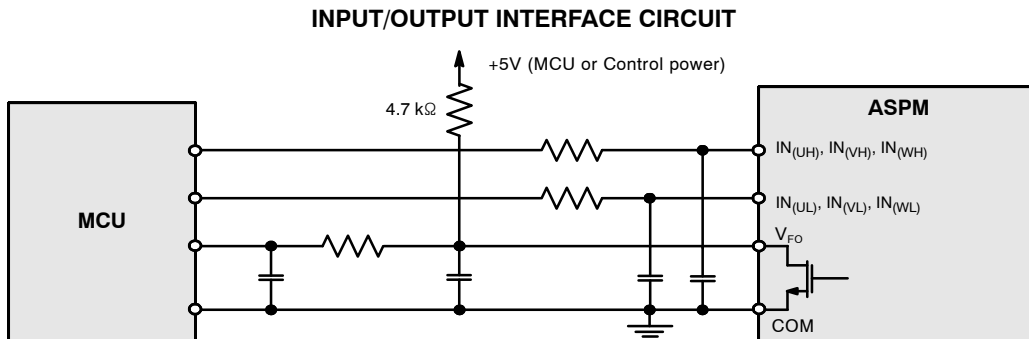 INPUT/OUTPUT INTERFACE CIRCUIT
+5V (MCU or Control power)
4.7 kΩ
ASPM
IN(UH), IN(VH), IN(WH)
MCU
IN(UL), IN(VL), IN(WL)
VFO
COM